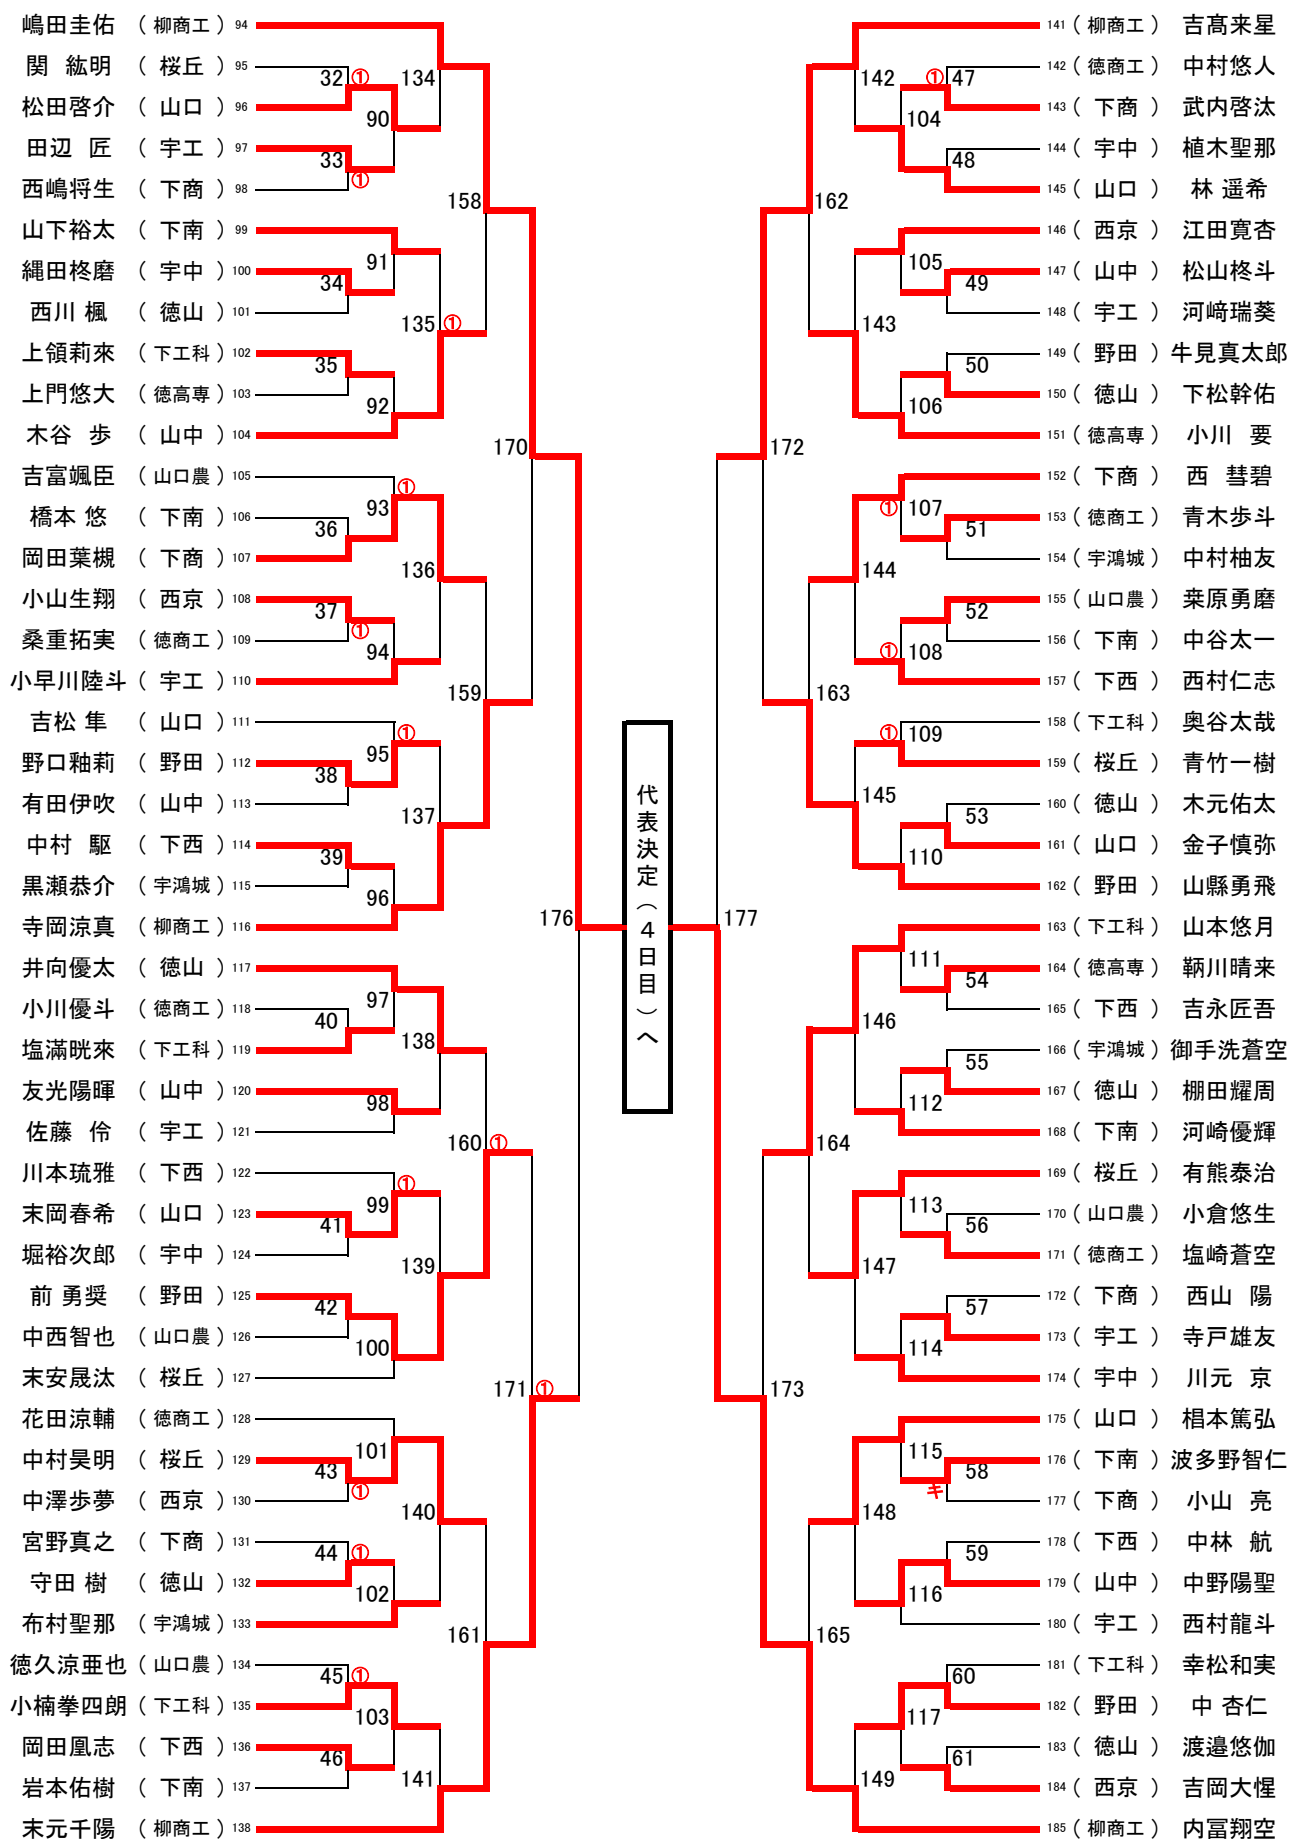 嶋田圭佑 （ 柳商工 ） 94
関 紘明 （ 桜丘 ） 95
松田啓介 （ 山口 ） 96
田辺 匠 （ 宇工 ） 97
西嶋将生 （ 下商 ） 98
山下裕太 （ 下南 ） 99
縄田柊磨 （ 宇中 ） 100
西川 楓 （ 徳山 ） 101
上領莉來 （ 下工科 ） 102
上門悠大 （ 徳高専 ） 103
木谷 歩 （ 山中 ） 104
吉富颯臣 （ 山口農 ） 105
橋本 悠 （ 下南 ） 106
岡田葉槻 （ 下商 ） 107
小山生翔 （ 西京 ） 108
桑重拓実 （ 徳商工 ） 109
小早川陸斗 （ 宇工 ） 110
吉松 隼 （ 山口 ） 111
野口釉莉 （ 野田 ） 112
有田伊吹 （ 山中 ） 113
中村 駆 （ 下西 ） 114
黒瀬恭介 （ 宇鴻城 ） 115
寺岡涼真 （ 柳商工 ） 116
井向優太 （ 徳山 ） 117
小川優斗 （ 徳商工 ） 118
塩満晄來 （ 下工科 ） 119
友光陽暉 （ 山中 ） 120
佐藤 伶 （ 宇工 ） 121
川本琉雅 （ 下西 ） 122
末岡春希 （ 山口 ） 123
堀裕次郎 （ 宇中 ） 124
前 勇奨 （ 野田 ） 125
中西智也 （ 山口農 ） 126
末安晟汰 （ 桜丘 ） 127
花田涼輔 （ 徳商工 ） 128
中村昊明 （ 桜丘 ） 129
中澤歩夢 （ 西京 ） 130
宮野真之 （ 下商 ） 131
守田 樹 （ 徳山 ） 132
布村聖那 （ 宇鴻城 ） 133
徳久涼亜也 （ 山口農 ） 134
小楠拳四朗 （ 下工科 ） 135
岡田凰志 （ 下西 ） 136
岩本佑樹 （ 下南 ） 137
末元千陽 （ 柳商工 ） 138
32 ①
33 ①
34
35
36
37 ①
38
39
40
41
42
43 ①
44 ①
45 ①
46
90
91
92
93 ①
94
95 ①
96
97
98
99 ①
100
101
102
103
134
135 ①
136
137
138
139
140
141
158
159
160 ①
161
170
171 ①
176
代表決定（４日目）へ
177
172
173
162
163
164
165
142
143
144
145
146
147
148
149
104
105
106
107 ①
108 ①
109 ①
110
111
112
113
114
115
116
117
47 ①
48
49
50
51
52
53
54
55
56
57
58 キ
59
60
61
141 （ 柳商工 ） 吉髙来星
142 （ 徳商工 ） 中村悠人
143 （ 下商 ） 武内啓汰
144 （ 宇中 ） 植木聖那
145 （ 山口 ） 林 遥希
146 （ 西京 ） 江田寛杏
147 （ 山中 ） 松山柊斗
148 （ 宇工 ） 河﨑瑞葵
149 （ 野田 ） 牛見真太郎
150 （ 徳山 ） 下松幹佑
151 （ 徳高専 ） 小川 要
152 （ 下商 ） 西 彗碧
153 （ 徳商工 ） 青木歩斗
154 （ 宇鴻城 ） 中村柚友
155 （ 山口農 ） 桒原勇磨
156 （ 下南 ） 中谷太一
157 （ 下西 ） 西村仁志
158 （ 下工科 ） 奥谷太哉
159 （ 桜丘 ） 青竹一樹
160 （ 徳山 ） 木元佑太
161 （ 山口 ） 金子慎弥
162 （ 野田 ） 山縣勇飛
163 （ 下工科 ） 山本悠月
164 （ 徳高専 ） 鞆川晴来
165 （ 下西 ） 吉永匠吾
166 （ 宇鴻城 ） 御手洗蒼空
167 （ 徳山 ） 棚田耀周
168 （ 下南 ） 河崎優輝
169 （ 桜丘 ） 有熊泰治
170 （ 山口農 ） 小倉悠生
171 （ 徳商工 ） 塩崎蒼空
172 （ 下商 ） 西山 陽
173 （ 宇工 ） 寺戸雄友
174 （ 宇中 ） 川元 京
175 （ 山口 ） 椙本篤弘
176 （ 下南 ） 波多野智仁
177 （ 下商 ） 小山 亮
178 （ 下西 ） 中林 航
179 （ 山中 ） 中野陽聖
180 （ 宇工 ） 西村龍斗
181 （ 下工科 ） 幸松和実
182 （ 野田 ） 中 杏仁
183 （ 徳山 ） 渡邉悠伽
184 （ 西京 ） 吉岡大惺
185 （ 柳商工 ） 内冨翔空